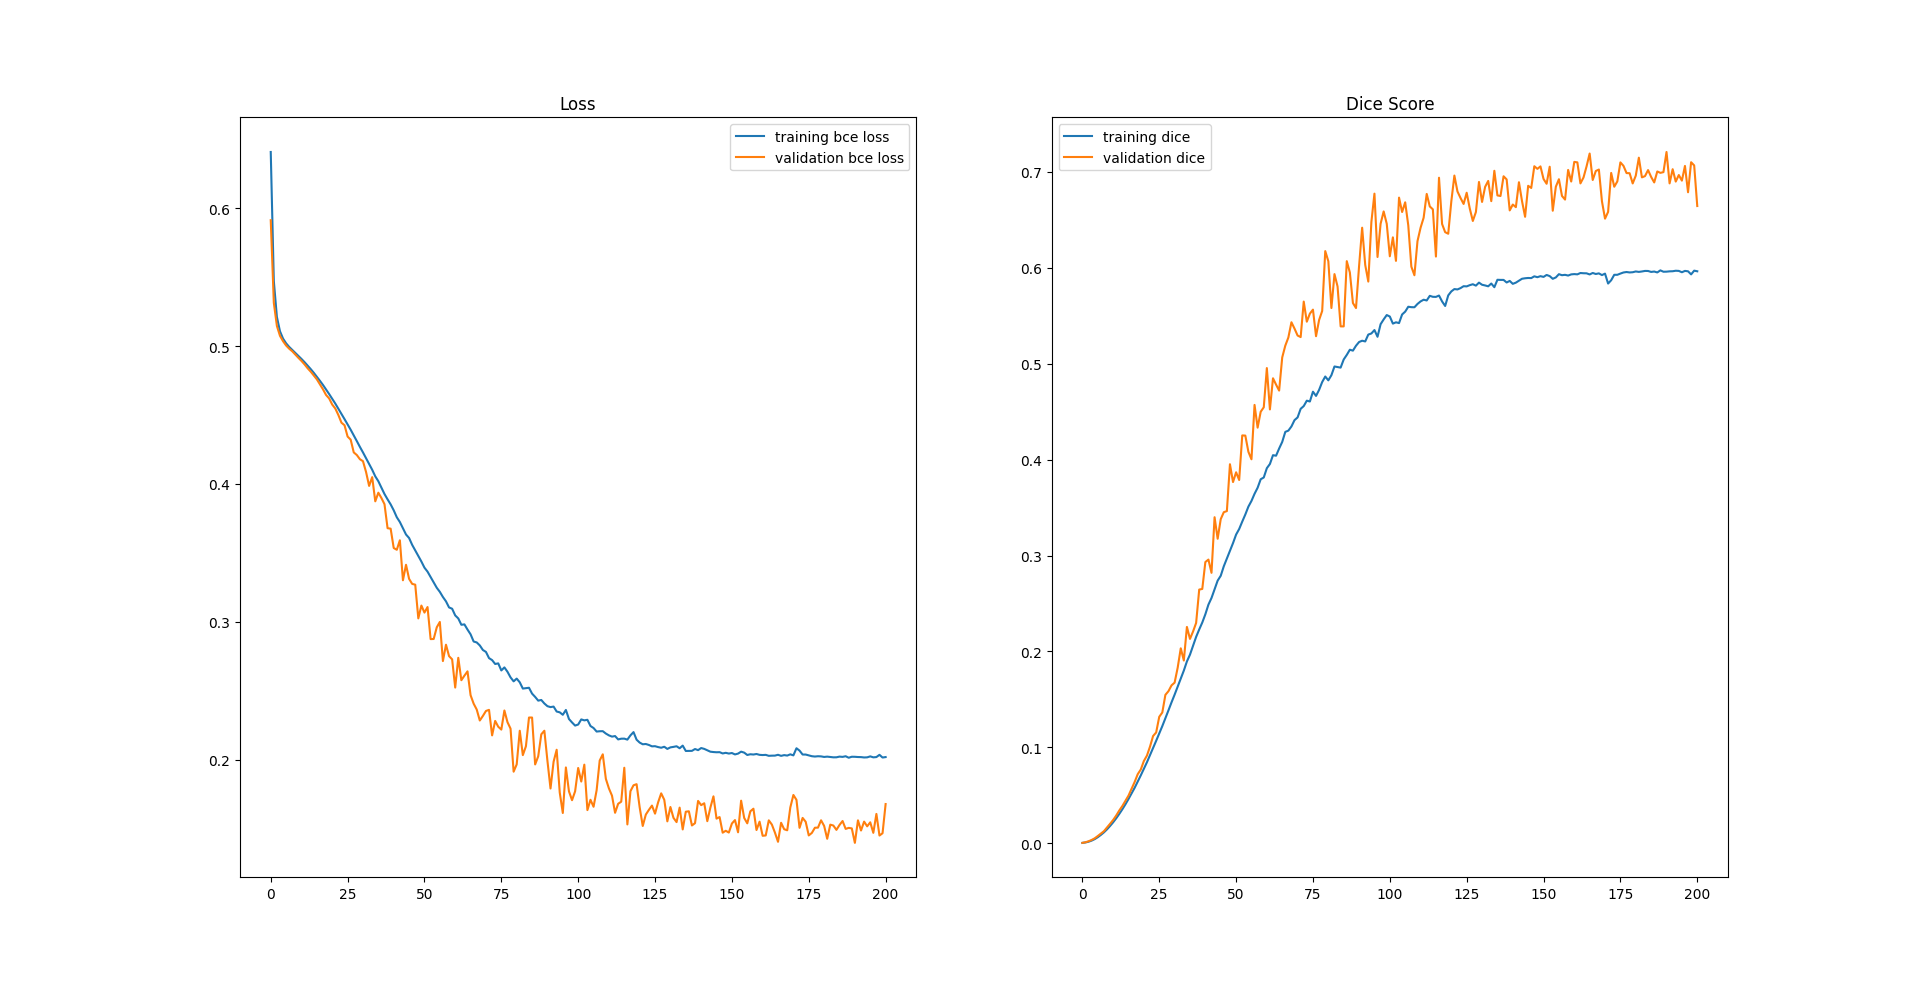 Loss
training bce loss
validation bce loss
0.6
0.5
0.4
0.3
0.2
0 25 50 75 100 125 150 175 200
Dice Score
training dice
validation dice
0.7
0.6
0.5
0.4
0.3
0.2
0.1
0.0
0 25 50 75 100 125 150 175 200